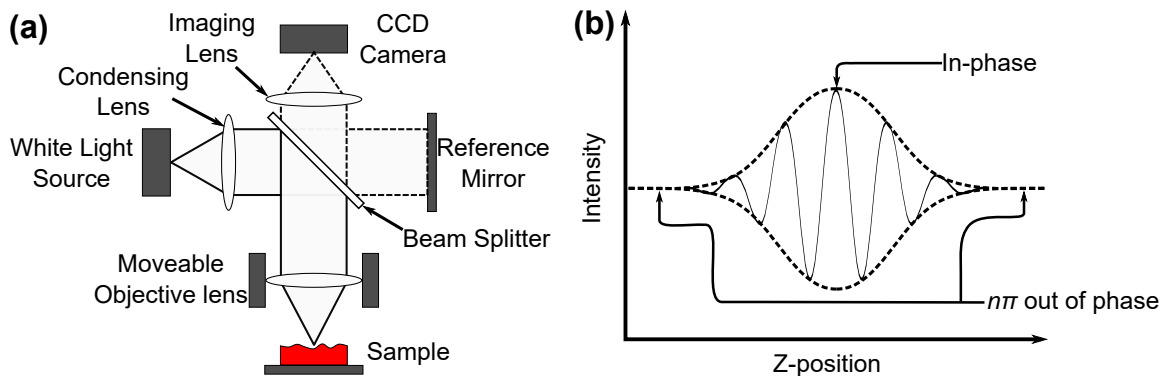 (a)
Imaging
Lens
CCD
Camera
Condensing
Lens
White Light
Source
Reference
Mirror
Beam Splitter
Moveable
Objective lens
Sample
(b)
In-phase
Intensity
nπ out of phase
Z-position